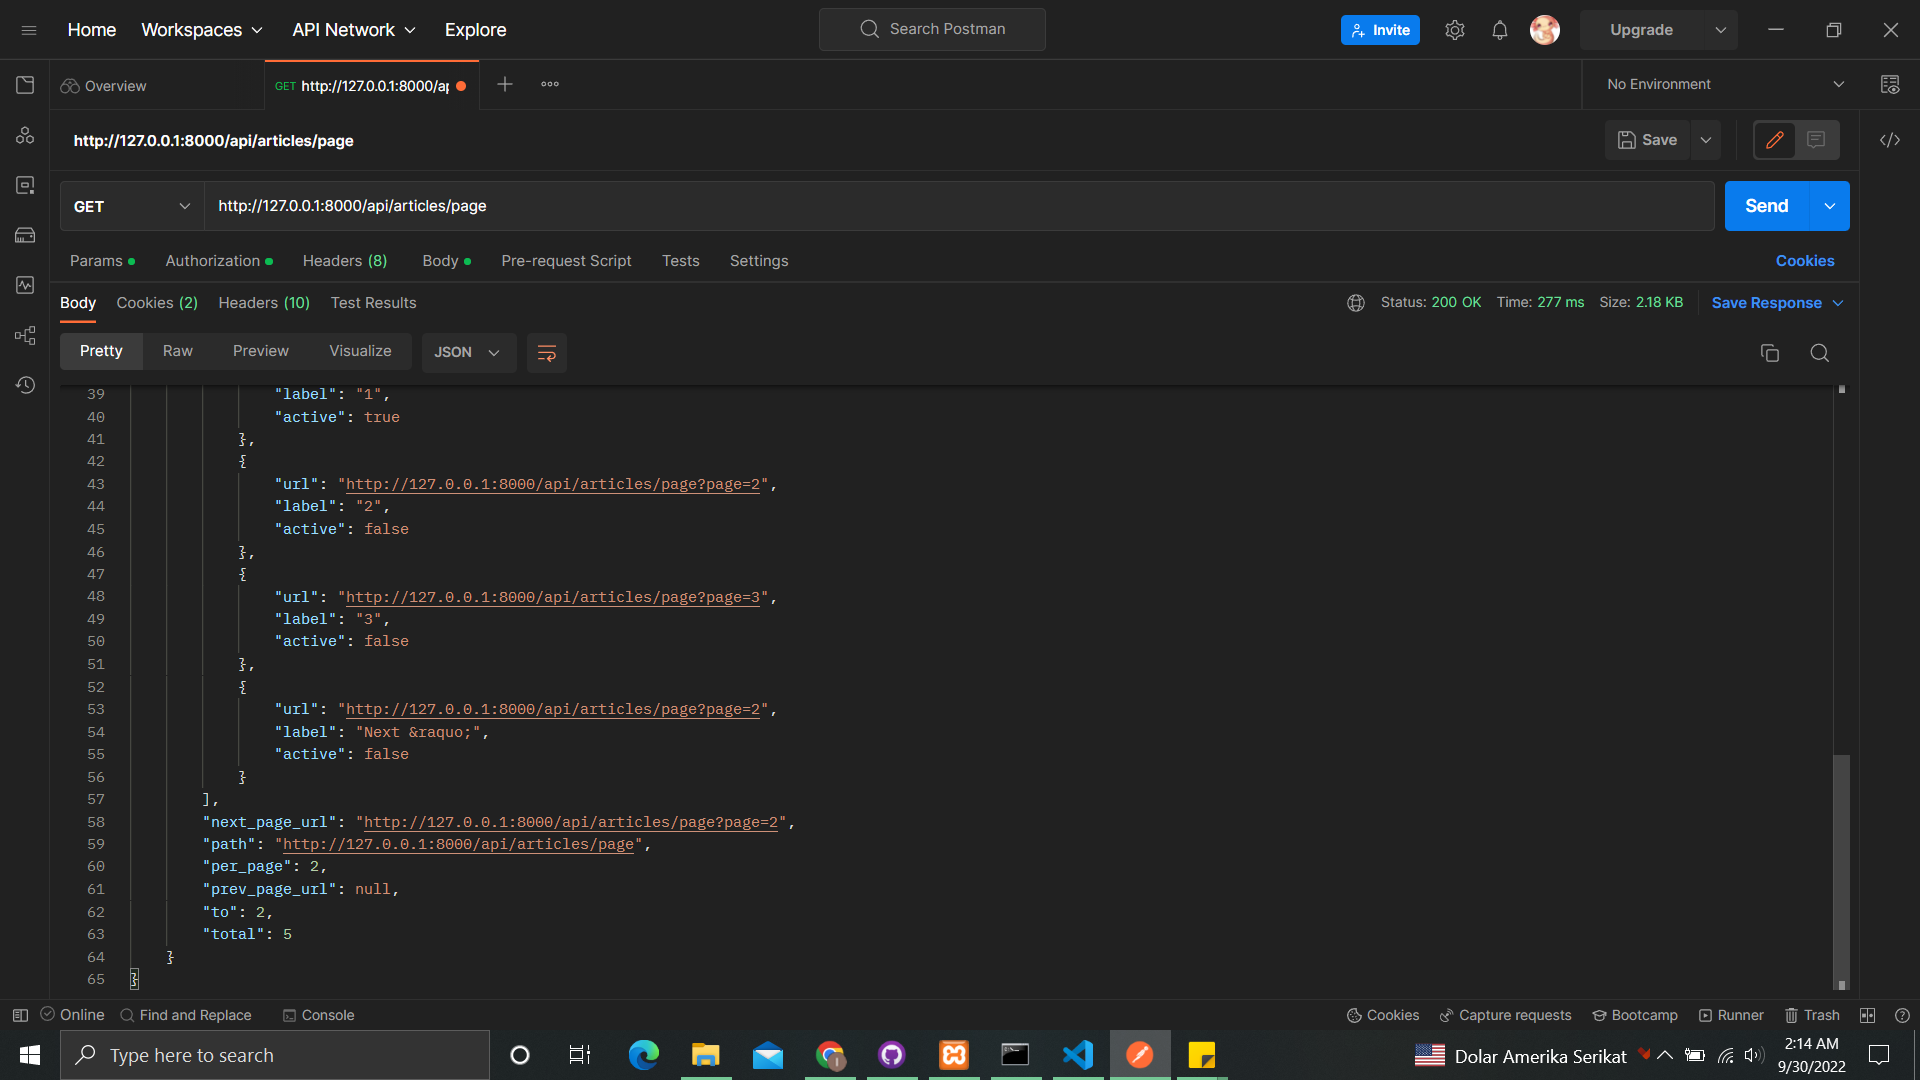 Home Workspaces API Network Explore Search Postman Invite Upgrade
Overview GET http://127.0.0.1:8000/ap No Environment
http://127.0.0.1:8000/api/articles/page Save
GET http://127.0.0.1:8000/api/articles/page Send
Params Authorization Headers (8) Body Pre-request Script Tests Settings Cookies
Body Cookies (2) Headers (10) Test Results Status: 200 OK Time: 277 ms Size: 2.18 KB Save Response
Pretty Raw Preview Visualize JSON
39 "label": "1",
40 "active": true
41 },
42 {
43 "url": "http://127.0.0.1:8000/api/articles/page?page=2",
44 "label": "2",
45 "active": false
46 },
47 {
48 "url": "http://127.0.0.1:8000/api/articles/page?page=3",
49 "label": "3",
50 "active": false
51 },
52 {
53 "url": "http://127.0.0.1:8000/api/articles/page?page=2",
54 "label": "Next &raquo;",
55 "active": false
56 }
57 ],
58 "next_page_url": "http://127.0.0.1:8000/api/articles/page?page=2",
59 "path": "http://127.0.0.1:8000/api/articles/page",
60 "per_page": 2,
61 "prev_page_url": null,
62 "to": 2,
63 "total": 5
64 }
65 }
Online Find and Replace Console Cookies Capture requests Bootcamp Runner Trash
Type here to search Dolar Amerika Serikat 2:14 AM
9/30/2022